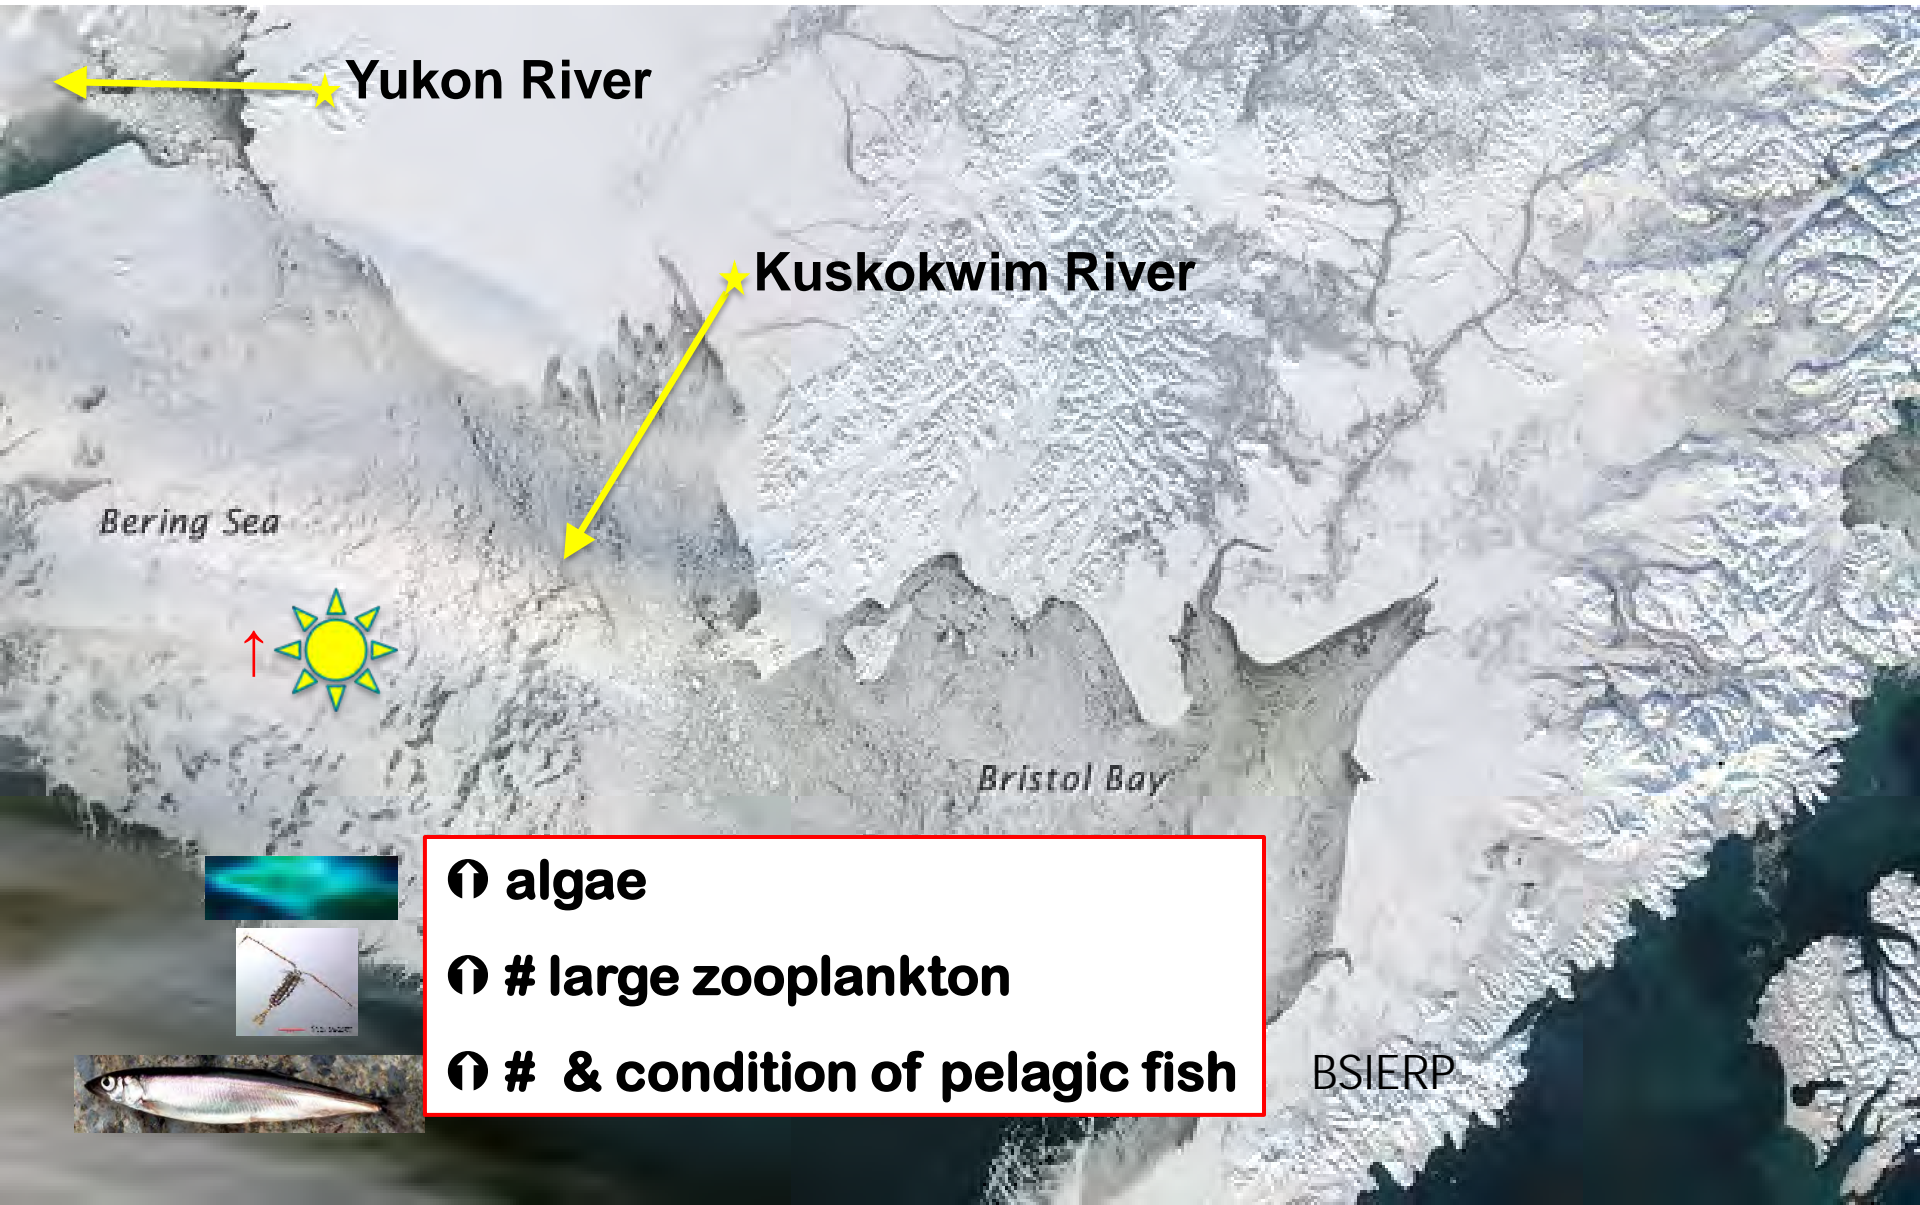 Yukon River
Kuskokwim River
Bering Sea
↑
Bristol Bay
⬆ algae
⬆ # large zooplankton
⬆ # & condition of pelagic fish
BSIERP